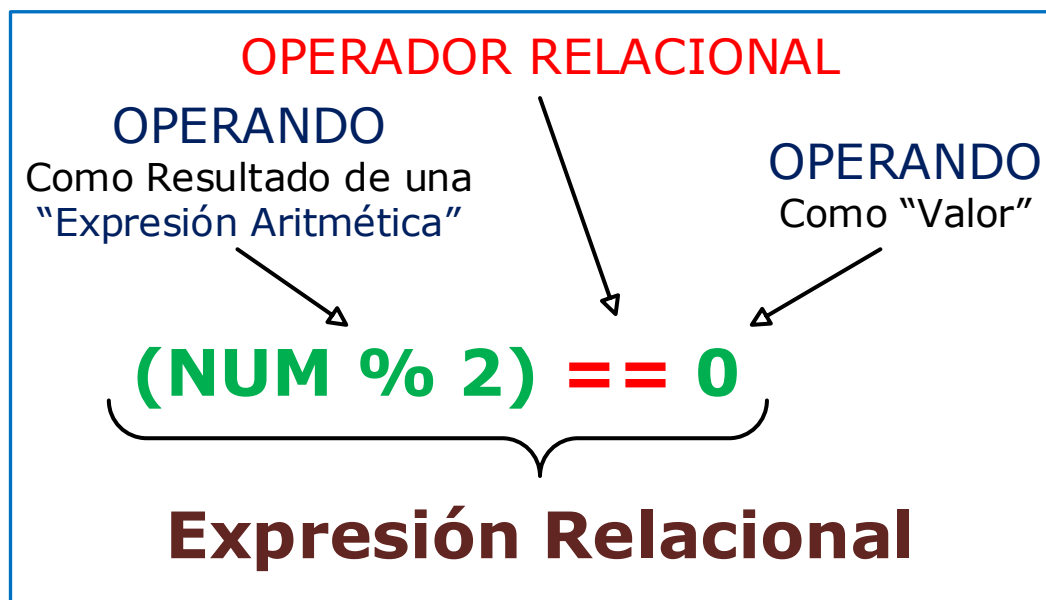 OPERADOR RELACIONAL
OPERANDO
Como Resultado de una
“Expresión Aritmética”
OPERANDO
Como “Valor”
(NUM % 2) == 0
Expresión Relacional